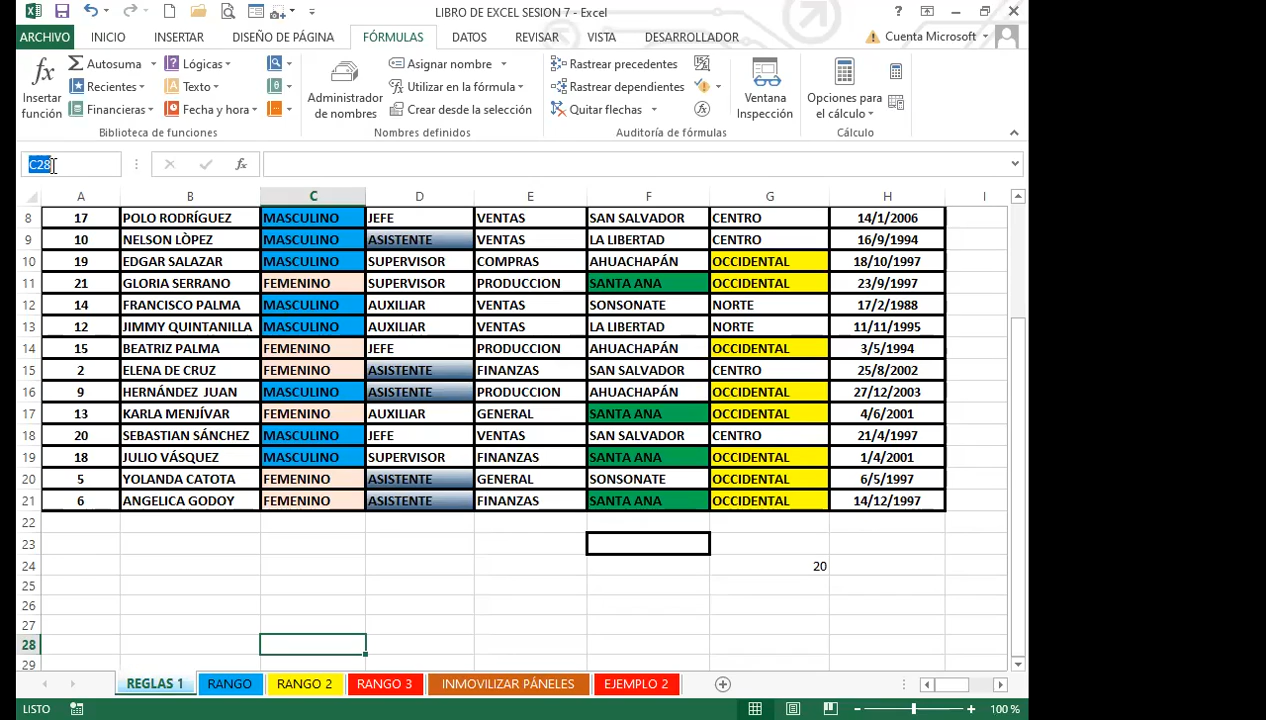 LIBRO DE EXCEL SESION 7 - Excel
?
ARCHIVO INICIO INSERTAR DISEÑO DE PÁGINA FÓRMULAS DATOS REVISAR VISTA DESARROLLADOR Cuenta Microsoft
fx Insertar función
Σ Autosuma
Recientes
Financieras
Lógicas
Texto
Fecha y hora
Biblioteca de funciones
Administrador de nombres
Asignar nombre
Utilizar en la fórmula
Crear desde la selección
Nombres definidos
Rastrear precedentes
Rastrear dependientes
Quitar flechas
Auditoría de fórmulas
Ventana Inspección
Opciones para el cálculo
Cálculo
C28 fx
A B C D E F G H I
8 17 POLO RODRÍGUEZ MASCULINO JEFE VENTAS SAN SALVADOR CENTRO 14/1/2006
9 10 NELSON LÒPEZ MASCULINO ASISTENTE VENTAS LA LIBERTAD CENTRO 16/9/1994
10 19 EDGAR SALAZAR MASCULINO SUPERVISOR COMPRAS AHUACHAPÁN OCCIDENTAL 18/10/1997
11 21 GLORIA SERRANO FEMENINO SUPERVISOR PRODUCCION SANTA ANA OCCIDENTAL 23/9/1997
12 14 FRANCISCO PALMA MASCULINO AUXILIAR VENTAS SONSONATE NORTE 17/2/1988
13 12 JIMMY QUINTANILLA MASCULINO AUXILIAR VENTAS LA LIBERTAD NORTE 11/11/1995
14 15 BEATRIZ PALMA FEMENINO JEFE PRODUCCION AHUACHAPÁN OCCIDENTAL 3/5/1994
15 2 ELENA DE CRUZ FEMENINO ASISTENTE FINANZAS SAN SALVADOR CENTRO 25/8/2002
16 9 HERNÁNDEZ JUAN MASCULINO ASISTENTE PRODUCCION AHUACHAPÁN OCCIDENTAL 27/12/2003
17 13 KARLA MENJÍVAR FEMENINO AUXILIAR GENERAL SANTA ANA OCCIDENTAL 4/6/2001
18 20 SEBASTIAN SÁNCHEZ MASCULINO JEFE VENTAS SAN SALVADOR CENTRO 21/4/1997
19 18 JULIO VÁSQUEZ MASCULINO SUPERVISOR FINANZAS SANTA ANA OCCIDENTAL 1/4/2001
20 5 YOLANDA CATOTA FEMENINO ASISTENTE GENERAL SONSONATE OCCIDENTAL 6/5/1997
21 6 ANGELICA GODOY FEMENINO ASISTENTE FINANZAS SANTA ANA OCCIDENTAL 14/12/1997
22
23
24 20
25
26
27
28
29
REGLAS 1 RANGO RANGO 2 RANGO 3 INMOVILIZAR PÁNELES EJEMPLO 2
LISTO 100 %